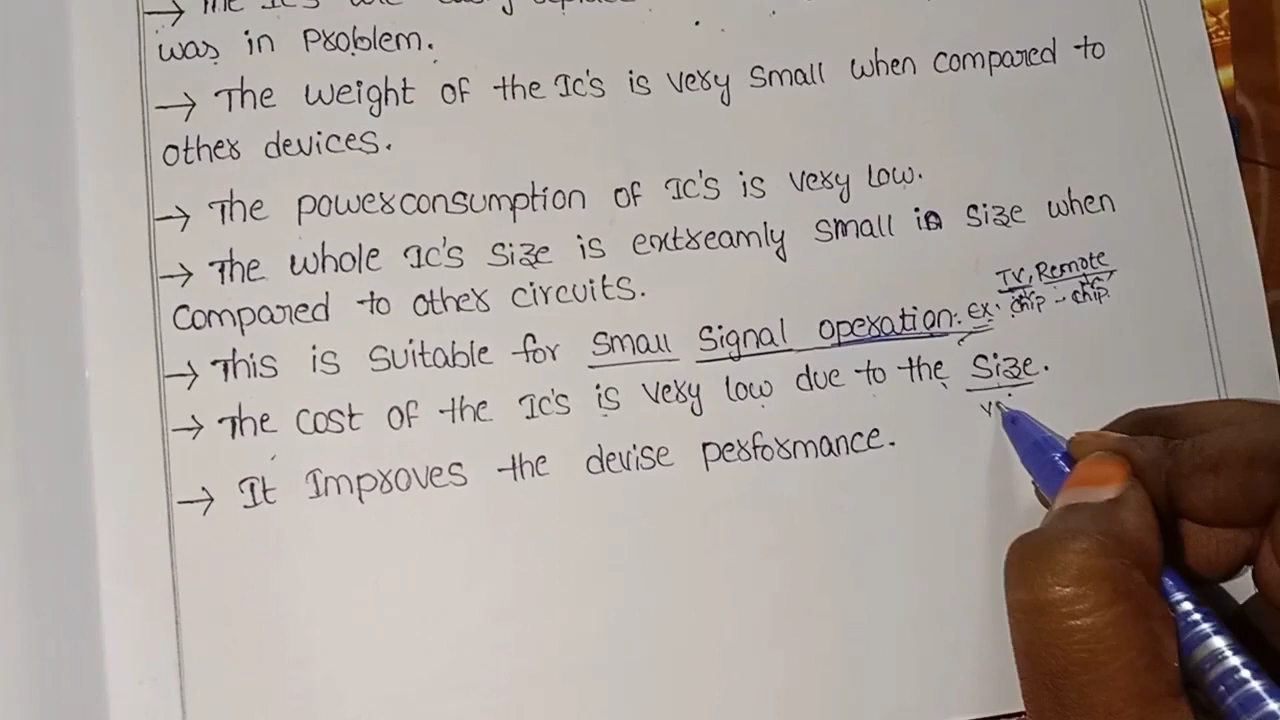 was in Problem.
→ The weight of the IC's is very small when compared to
other devices.
→ The powerconsumption of IC's is very low.
→ The whole IC's size is extreamly small in size when
Compared to other circuits.
TV, Remote
→ This is suitable for small signal operation. ex. chip - chip.
→ The cost of the IC's is very low due to the size.
→ It Improves the devise performance.